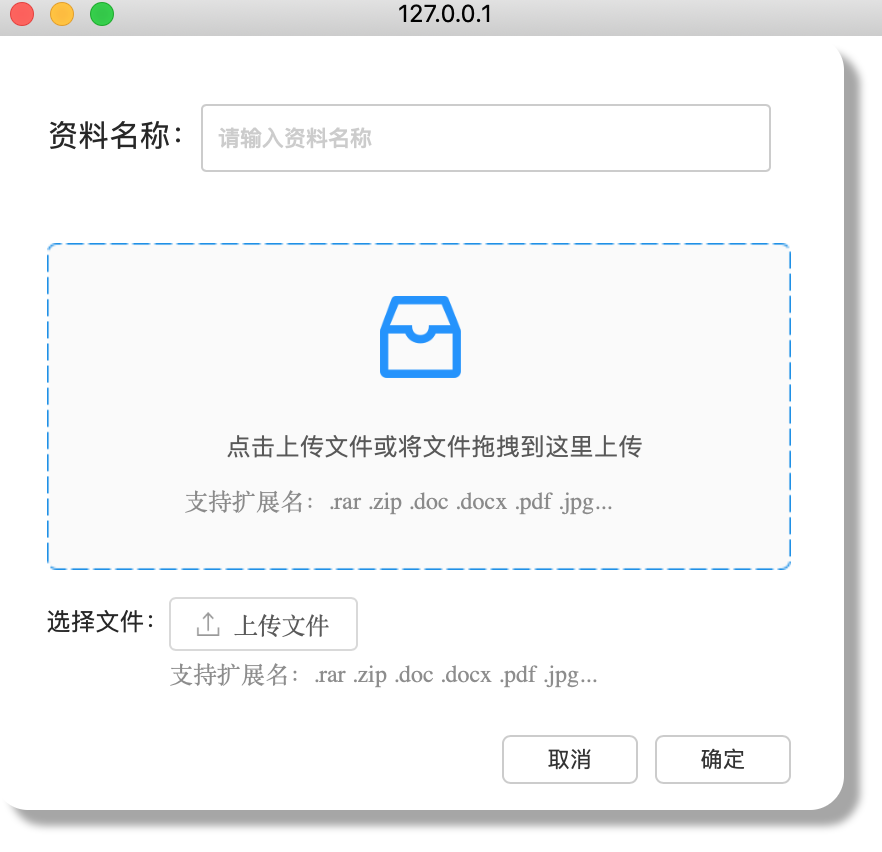 127.0.0.1
资料名称： 请输入资料名称
点击上传文件或将文件拖拽到这里上传
支持扩展名：.rar .zip .doc .docx .pdf .jpg...
选择文件： 上传文件
支持扩展名：.rar .zip .doc .docx .pdf .jpg...
取消 确定